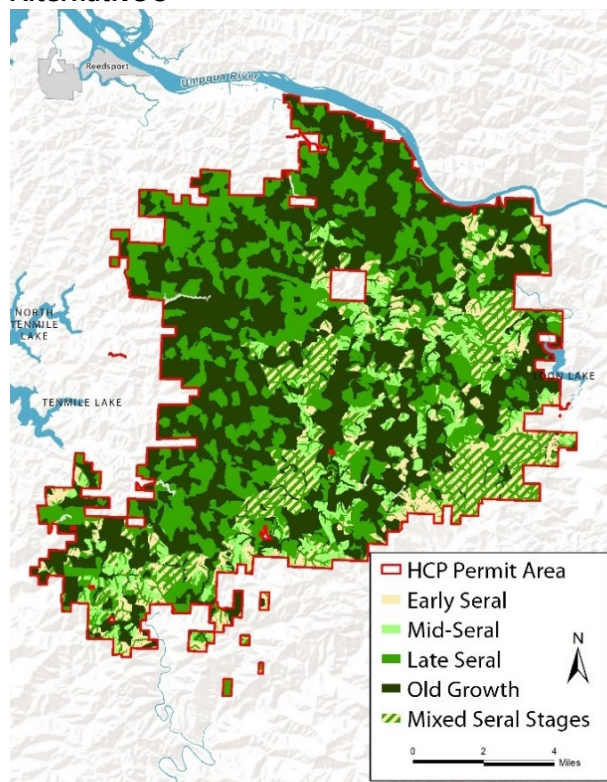 Alternative
Reedsport
Umpqua River
NORTH
TENMILE
LAKE
TENMILE LAKE
LOON LAKE
HCP Permit Area
Early Seral
Mid-Seral
Late Seral
Old Growth
Mixed Seral Stages
N
0 2 4
Miles